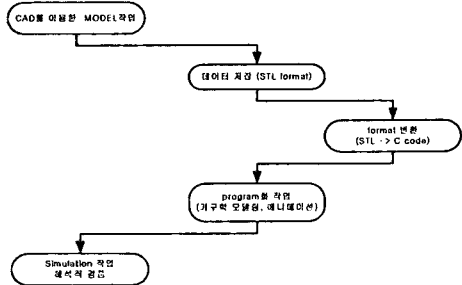 CAD를 이용한 MODEL작업
데이터 저장 (STL format)
format 변환
(STL -> C code)
program화 작업
(기구학 모델링, 애니메이션)
Simulation 작업
해석적 검증